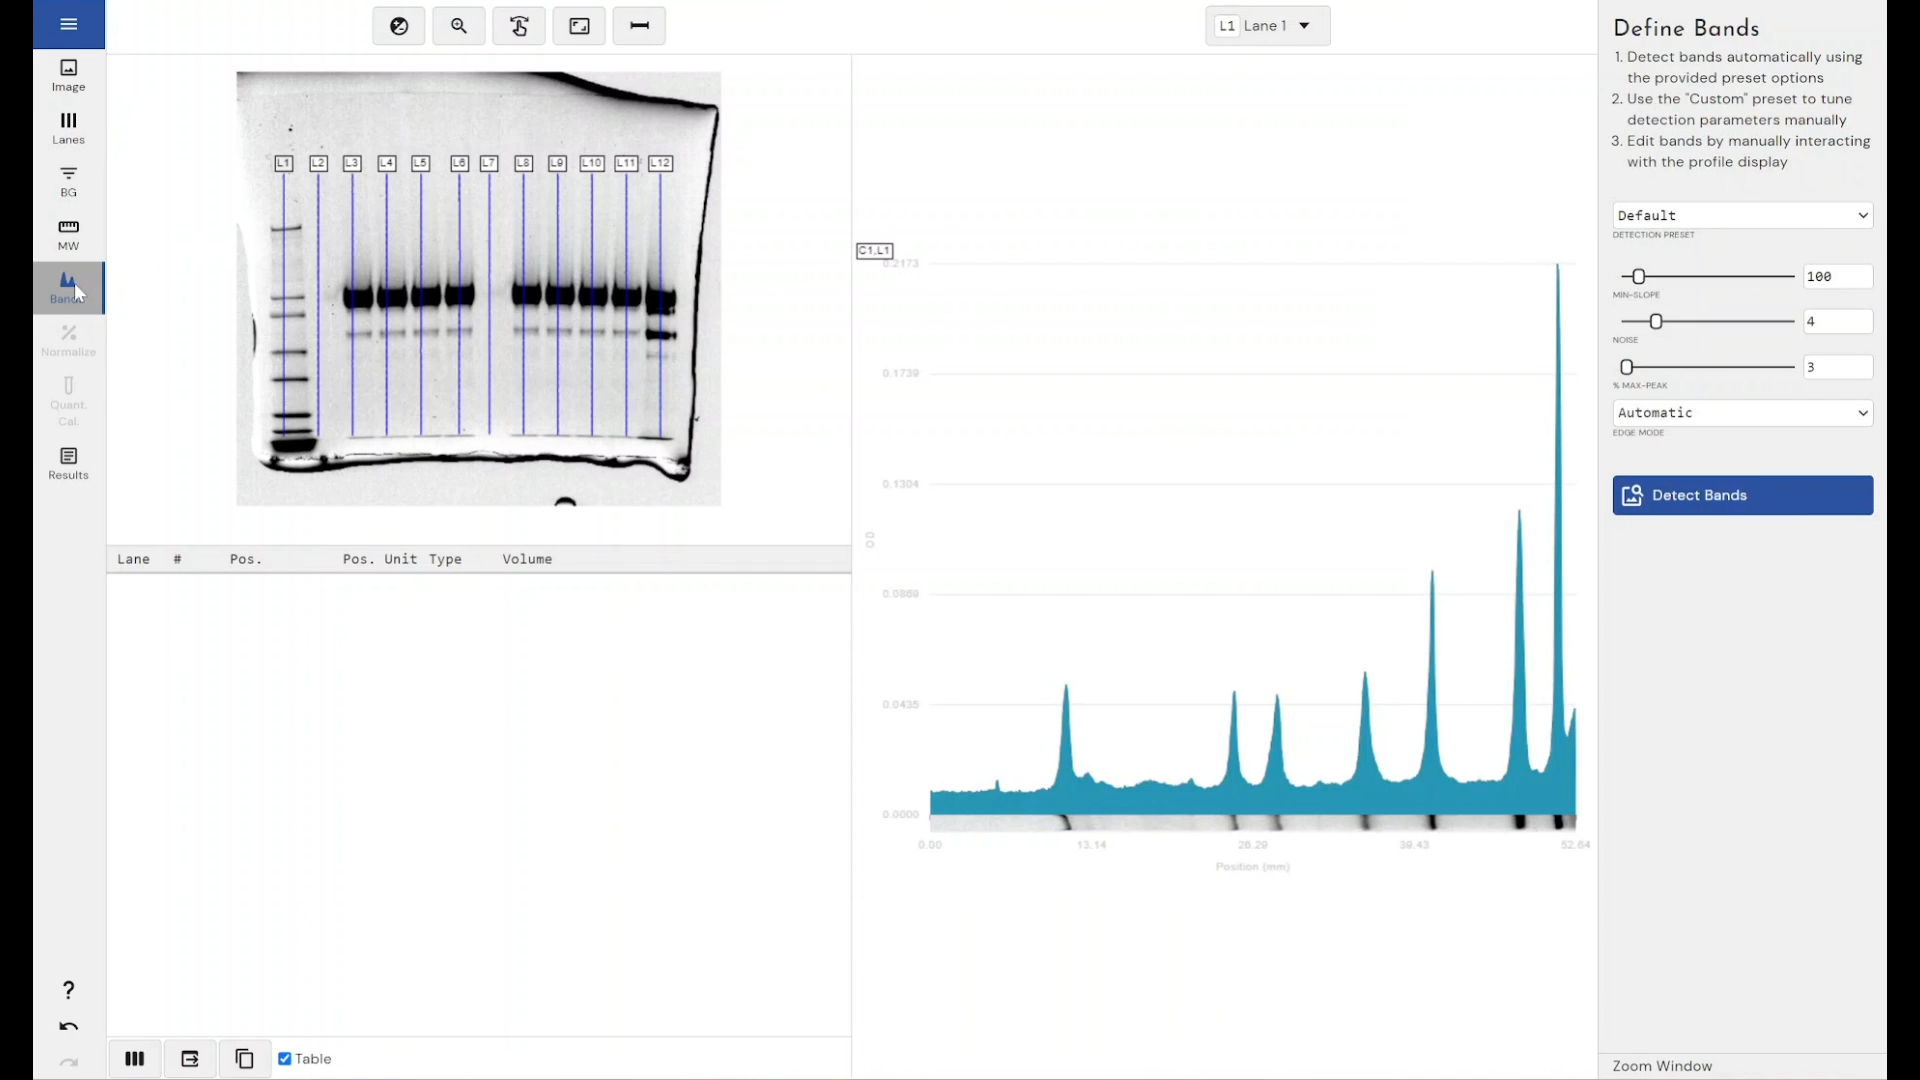 Image
Lanes
BG
MW
Bands
Normalize
Quant.
Cal.
Results
?
L1 Lane 1
L1 L2 L3 L4 L5 L6 L7 L8 L9 L10 L11 L12
Lane # Pos. Pos. Unit Type Volume
Table
C1,L1
0.2173
0.1739
0.1304
0.0869
0.0435
0.0000
OD
0.00 13.14 26.29 39.43 52.64
Position (mm)
Define Bands
1. Detect bands automatically using
the provided preset options
2. Use the "Custom" preset to tune
detection parameters manually
3. Edit bands by manually interacting
with the profile display
Default
DETECTION PRESET
100
MIN-SLOPE
4
NOISE
3
% MAX-PEAK
Automatic
EDGE MODE
Detect Bands
Zoom Window